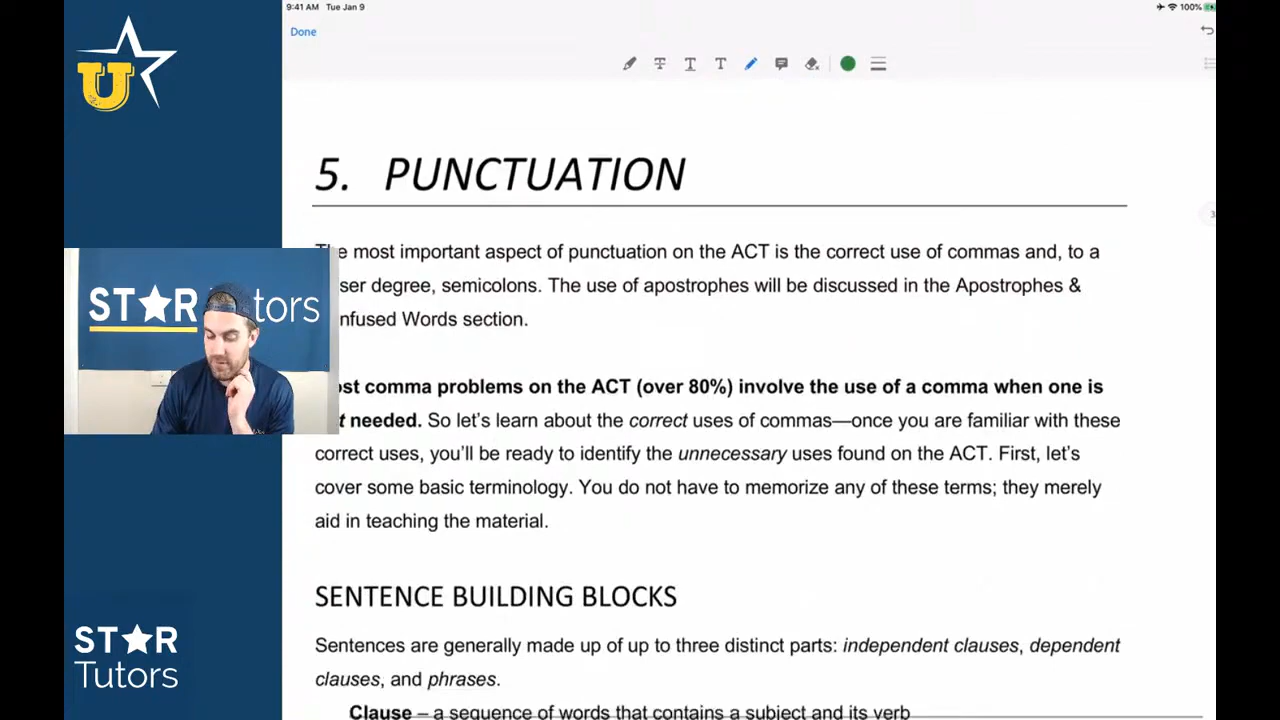 9:41 AM Tue Jan 9
100%
Done
U
5. PUNCTUATION
The most important aspect of punctuation on the ACT is the correct use of commas and, to a
ser degree, semicolons. The use of apostrophes will be discussed in the Apostrophes &
nfused Words section.
ost comma problems on the ACT (over 80%) involve the use of a comma when one is
t needed. So let's learn about the correct uses of commas—once you are familiar with these
correct uses, you'll be ready to identify the unnecessary uses found on the ACT. First, let's
cover some basic terminology. You do not have to memorize any of these terms; they merely
aid in teaching the material.
SENTENCE BUILDING BLOCKS
Sentences are generally made up of up to three distinct parts: independent clauses, dependent
clauses, and phrases.
Clause – a sequence of words that contains a subject and its verb
STAR tors
STAR
Tutors